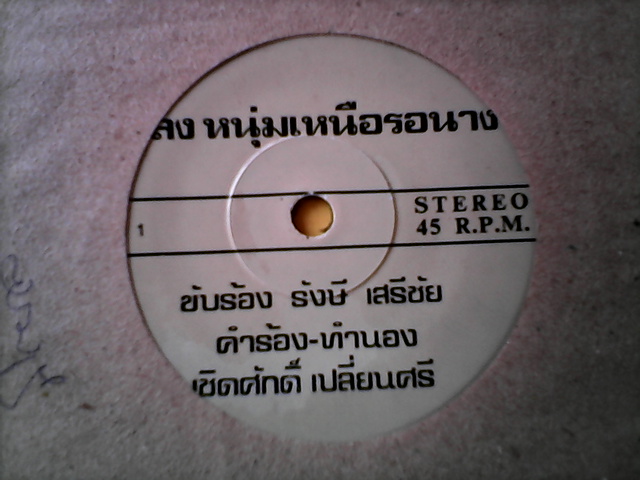 ลง หนุ่มเหนือรอนาง
STEREO
1
45 R.P.M.
ขับร้อง รังษี เสรีชัย
คำร้อง-ทำนอง
เชิดศักดิ์ เปลี่ยนศรี